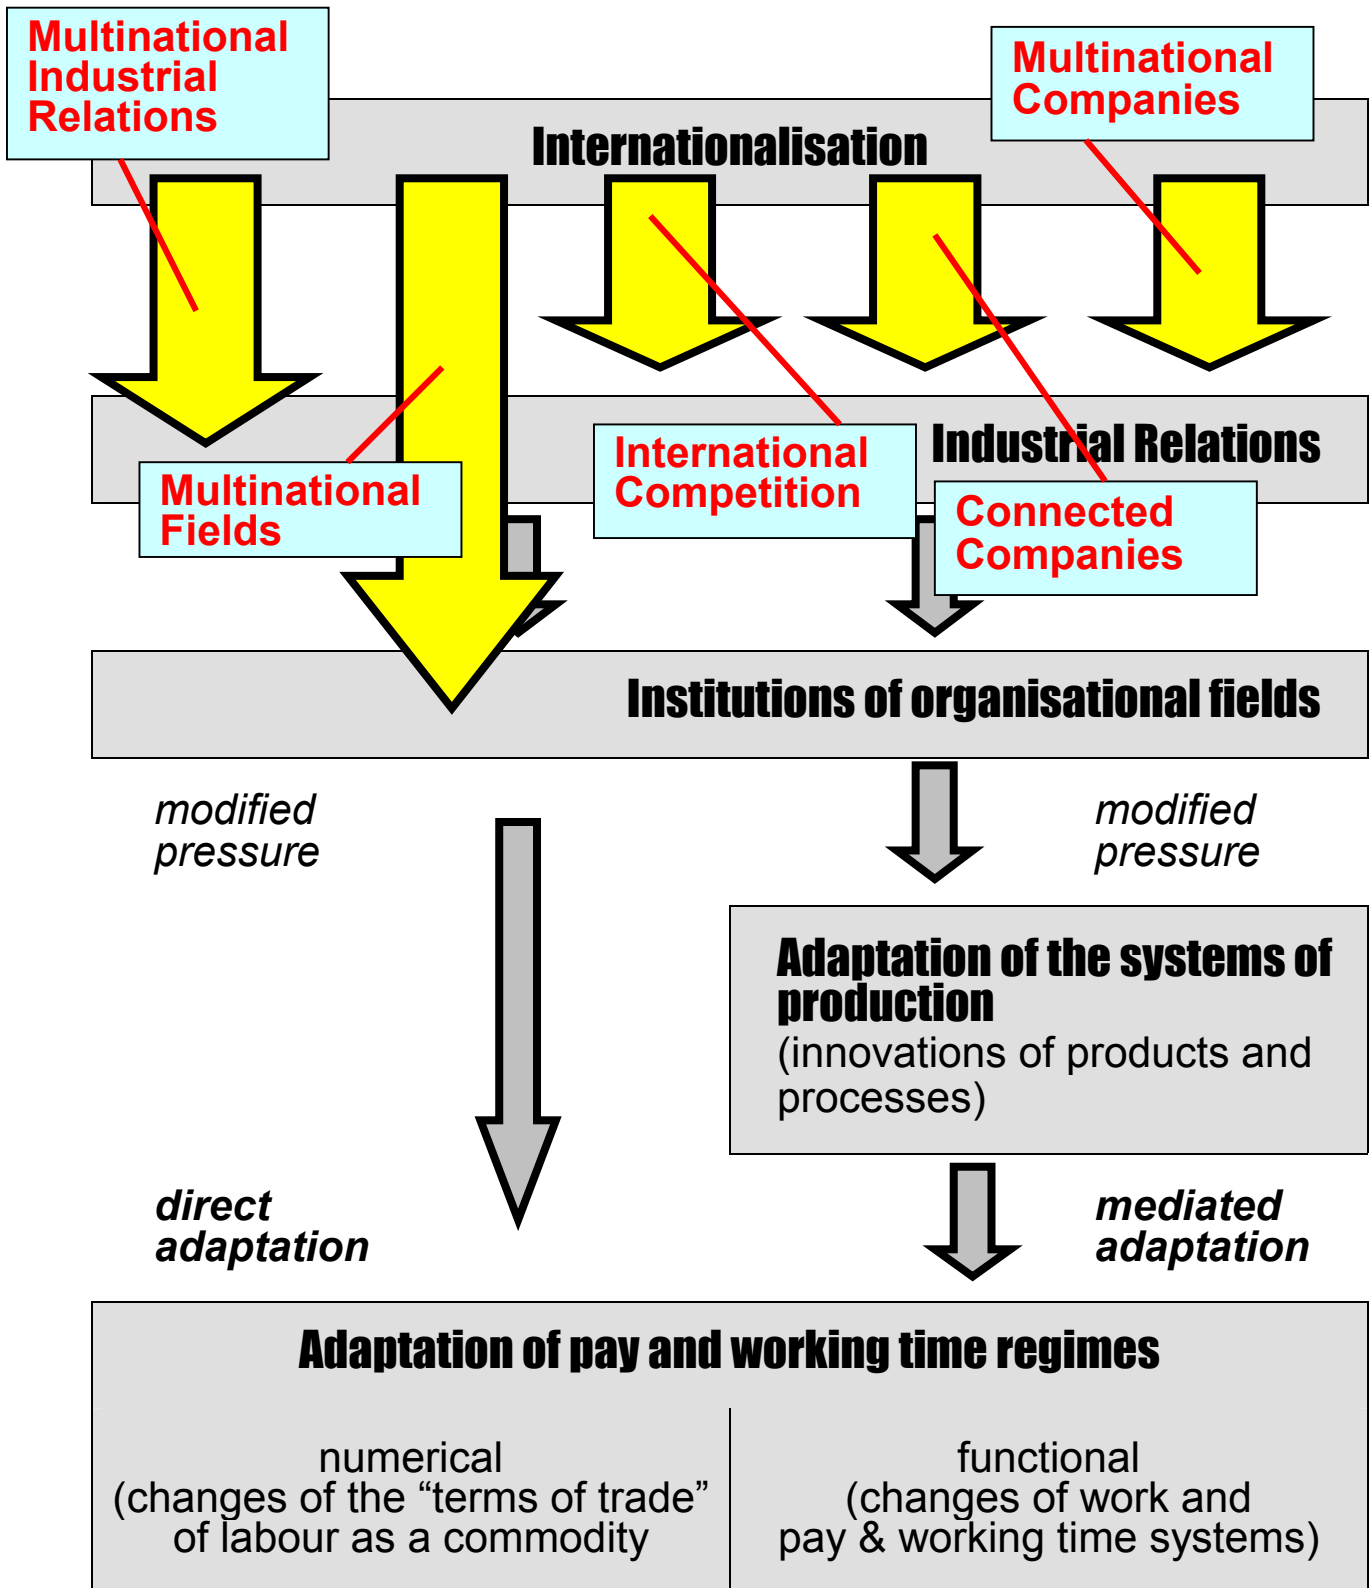 Multinational
Industrial
Relations
Multinational
Companies
Internationalisation
Industrial Relations
International
Competition
Multinational
Fields
Connected
Companies
Institutions of organisational fields
modified
pressure
modified
pressure
Adaptation of the systems of
production
(innovations of products and
processes)
direct
adaptation
mediated
adaptation
Adaptation of pay and working time regimes
numerical
(changes of the “terms of trade”
of labour as a commodity
functional
(changes of work and
pay & working time systems)